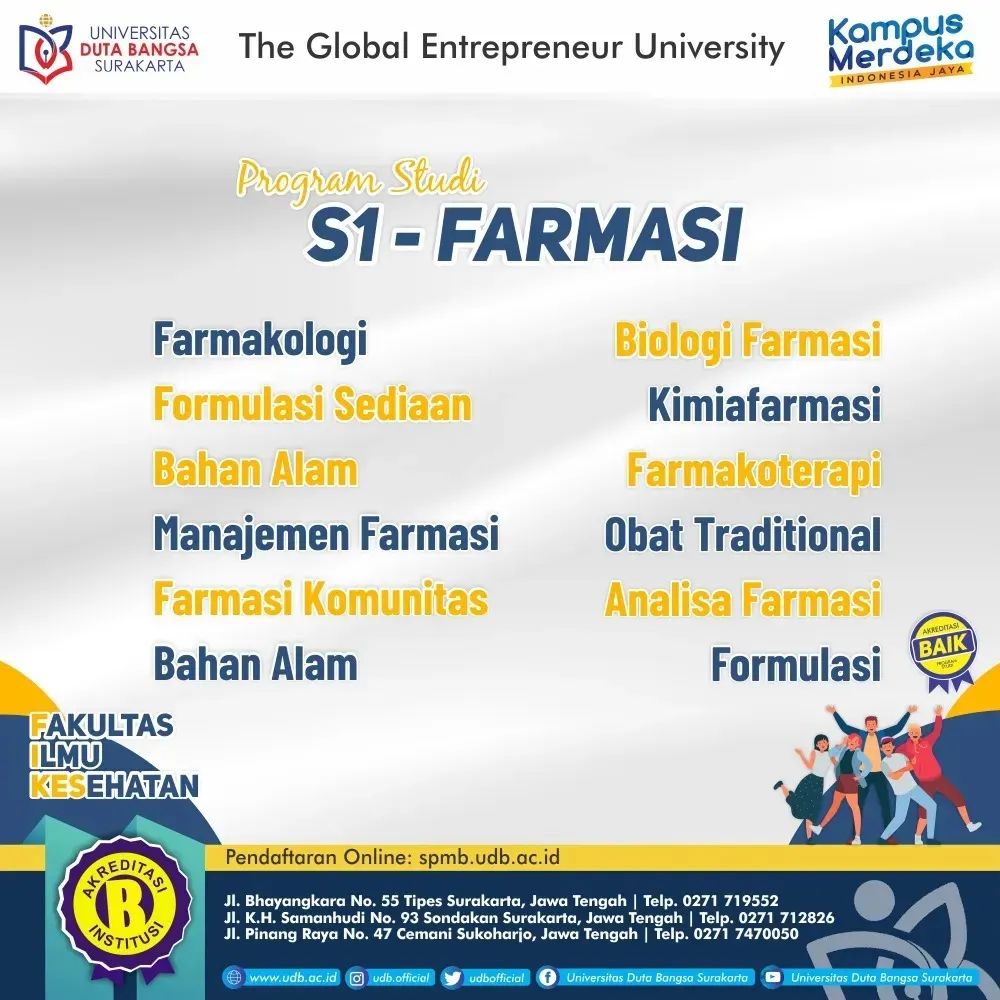 UNIVERSITAS
DUTA BANGSA
SURAKARTA
The Global Entrepreneur University
Kampus
Merdeka
INDONESIA JAYA
Program Studi
S1 - FARMASI
Farmakologi
Formulasi Sediaan
Bahan Alam
Manajemen Farmasi
Farmasi Komunitas
Bahan Alam
Biologi Farmasi
Kimiafarmasi
Farmakoterapi
Obat Traditional
Analisa Farmasi
Formulasi
AKREDITASI
BAIK
PROGRAM
STUDI
FAKULTAS
ILMU
KESEHATAN
AKREDITASI
B
INSTITUSI
Pendaftaran Online: spmb.udb.ac.id
Jl. Bhayangkara No. 55 Tipes Surakarta, Jawa Tengah | Telp. 0271 719552
Jl. K.H. Samanhudi No. 93 Sondakan Surakarta, Jawa Tengah | Telp. 0271 712826
Jl. Pinang Raya No. 47 Cemani Sukoharjo, Jawa Tengah | Telp. 0271 7470050
www.udb.ac.id udb.official udbofficial Universitas Duta Bangsa Surakarta Universitas Duta Bangsa Surakarta